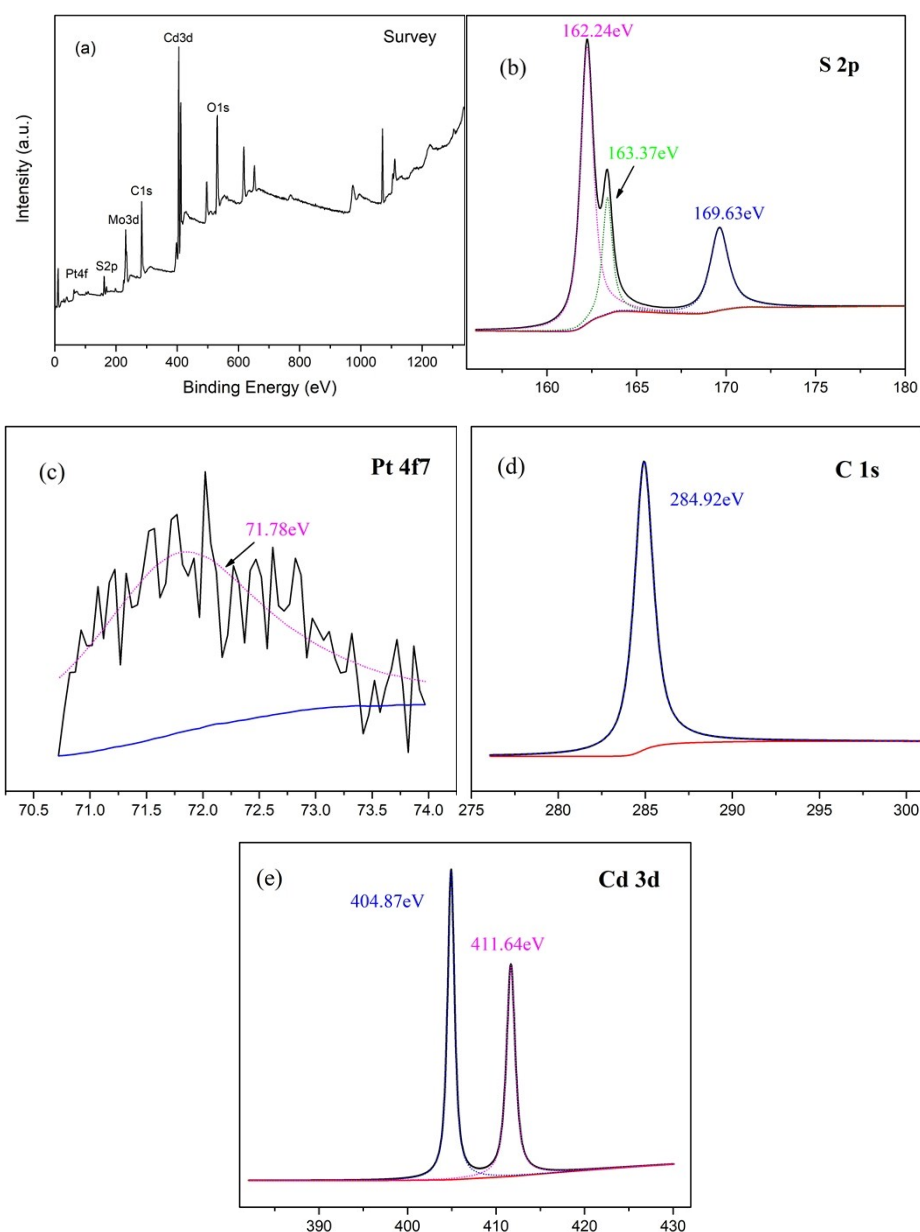 (a)
Survey
Cd3d
O1s
C1s
Mo3d
S2p
Pt4f
Intensity (a.u.)
0 200 400 600 800 1000 1200
Binding Energy (eV)
(b)
S 2p
162.24eV
163.37eV
169.63eV
160 165 170 175 180
(c)
Pt 4f7
71.78eV
70.5 71.0 71.5 72.0 72.5 73.0 73.5 74.0
(d)
C 1s
284.92eV
275 280 285 290 295 300
(e)
Cd 3d
404.87eV
411.64eV
390 400 410 420 430